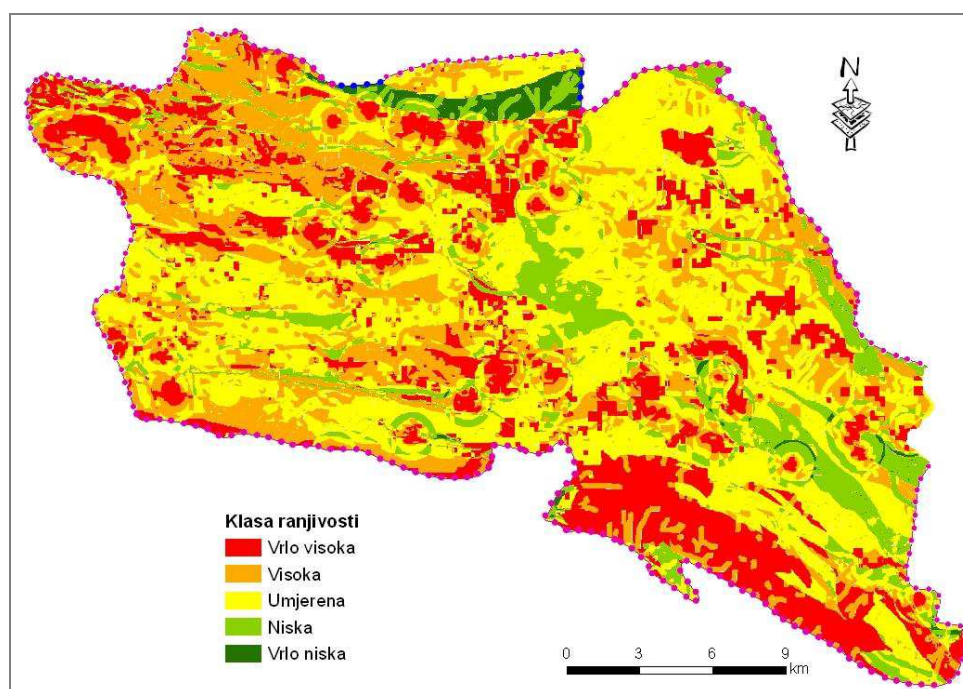 N
Klasa ranjivosti
Vrlo visoka
Visoka
Umjerena
Niska
Vrlo niska
0 3 6 9
km